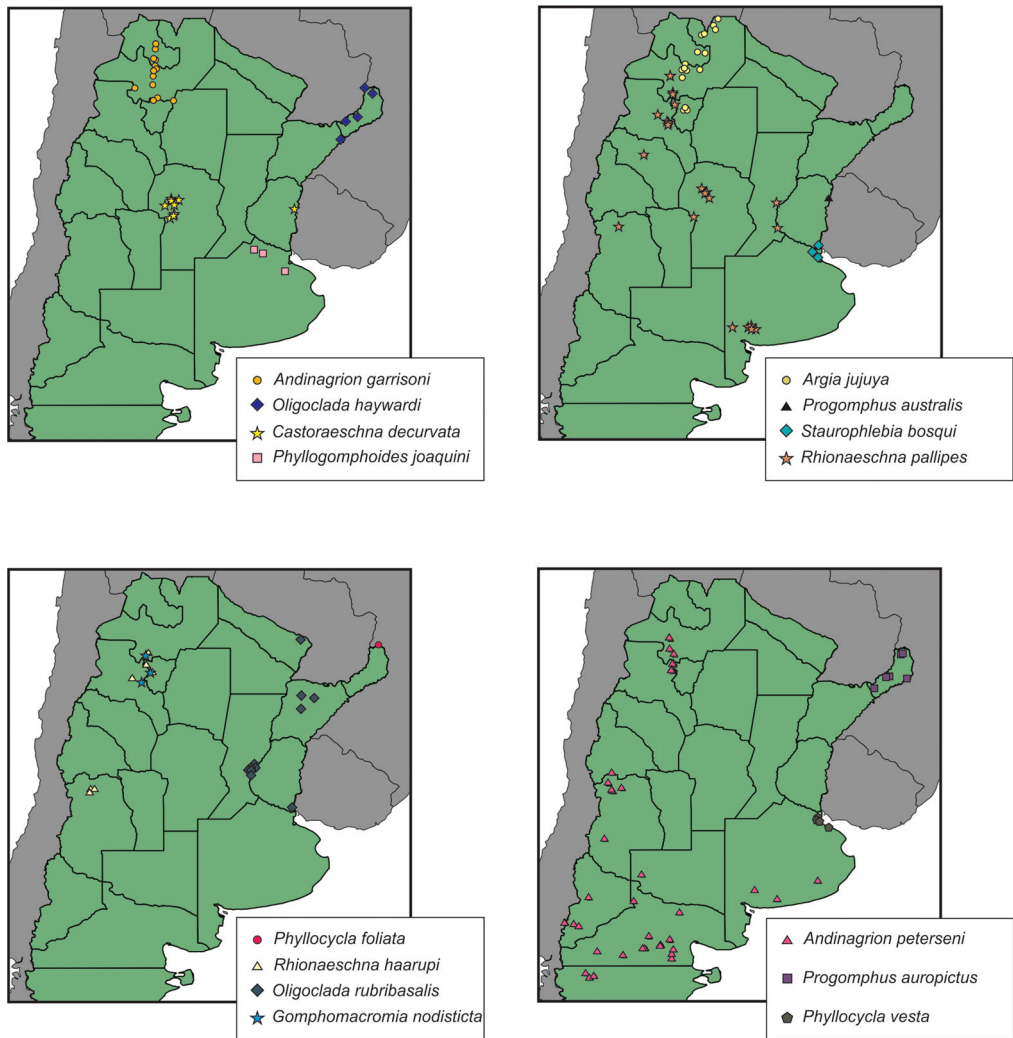 Andinagrion garrisoni
Oligoclada haywardi
Castoraeschna decurvata
Phyllogomphoides joaquini
Argia jujuya
Progomphus australis
Staurophlebia bosqui
Rhionaeschna pallipes
Phyllocycla foliata
Rhionaeschna haarupi
Oligoclada rubribasalis
Gomphomacromia nodisticta
Andinagrion peterseni
Progomphus auropictus
Phyllocycla vesta